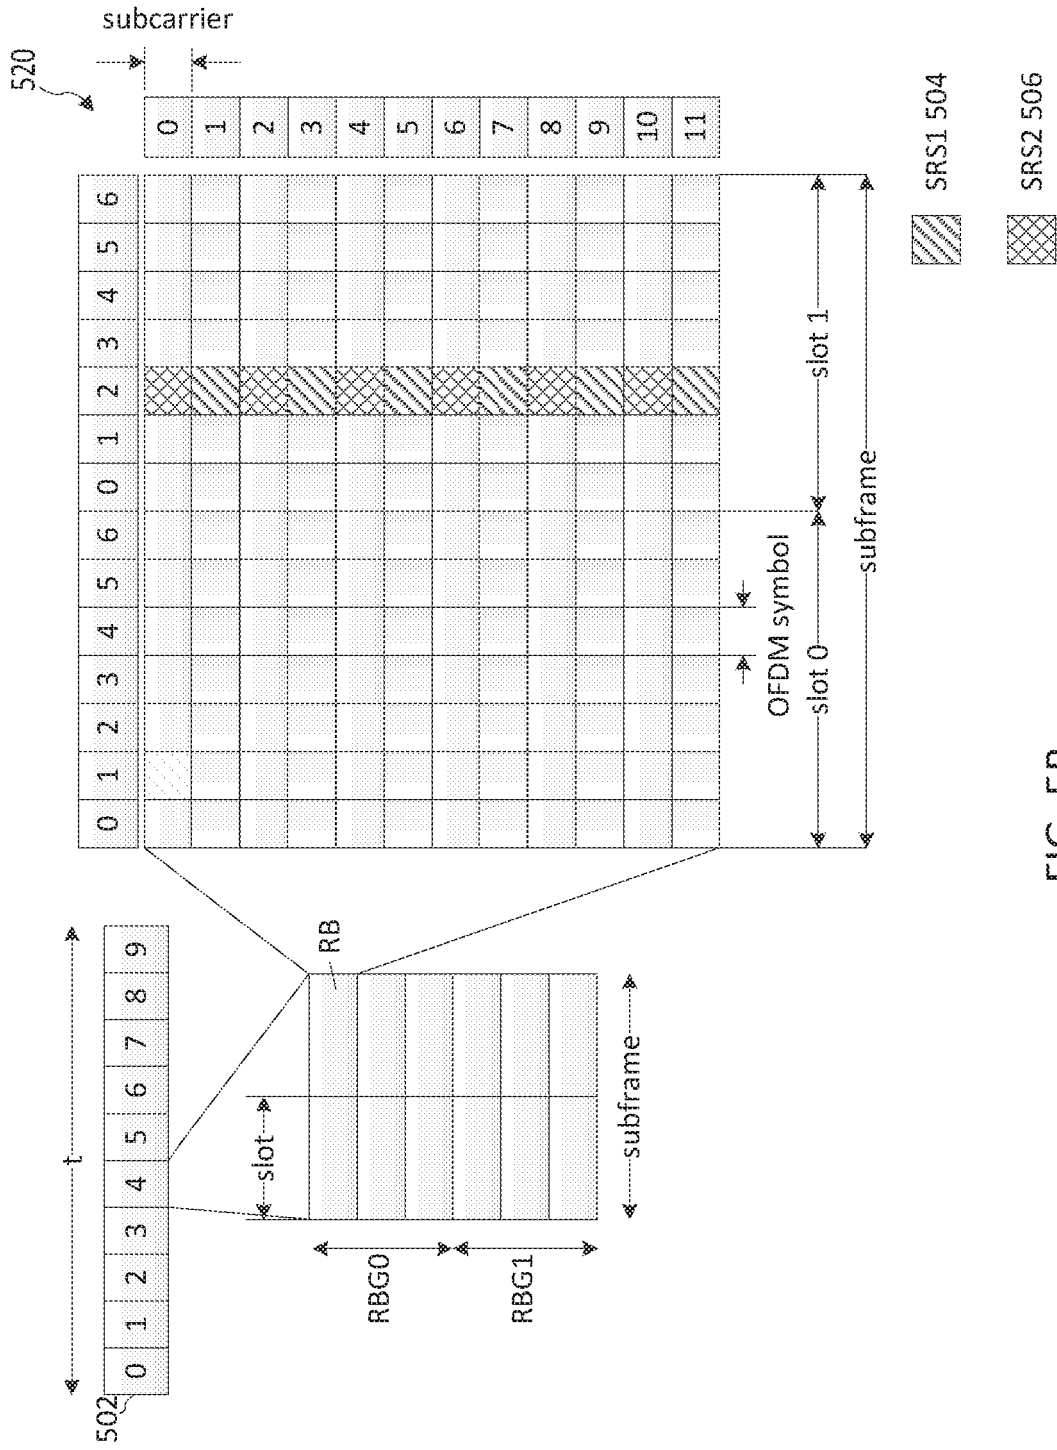 502
t
0 1 2 3 4 5 6 7 8 9
slot
RB
RBG0
RBG1
subframe
520
subcarrier
0 1 2 3 4 5 6 0 1 2 3 4 5 6
0
1
2
3
4
5
6
7
8
9
10
11
OFDM symbol
slot 0
slot 1
subframe
SRS1 504
SRS2 506